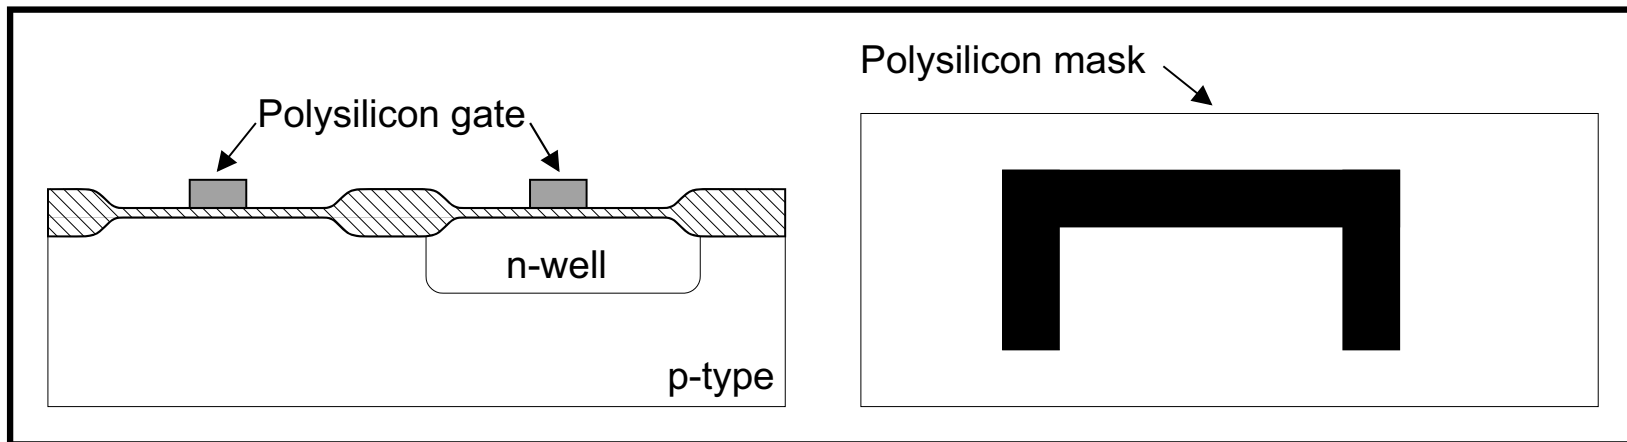 Polysilicon gate
n-well
p-type
Polysilicon mask